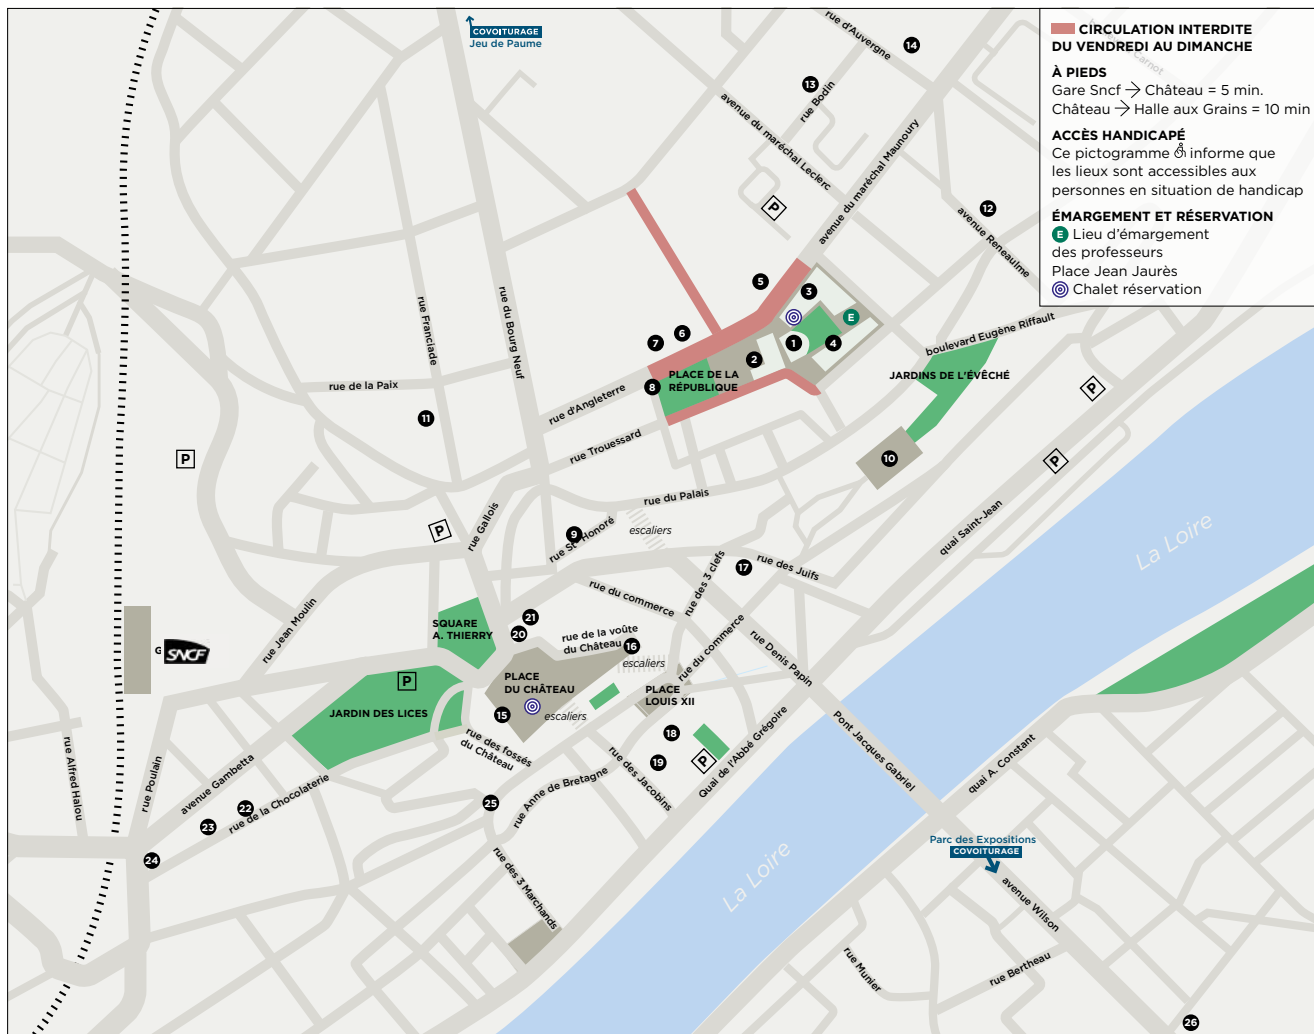 COVOITURAGE
Jeu de Paume
rue d'Auvergne
14
13
rue Bodin
avenue du maréchal Leclerc
avenue du maréchal Maunoury
Carnot
CIRCULATION INTERDITE
DU VENDREDI AU DIMANCHE
À PIEDS
Gare Sncf → Château = 5 min.
Château → Halle aux Grains = 10 min
ACCÈS HANDICAPÉ
Ce pictogramme informe que
les lieux sont accessibles aux
personnes en situation de handicap
ÉMARGEMENT ET RÉSERVATION
E Lieu d'émargement
des professeurs
Place Jean Jaurès
Chalet réservation
P
12
avenue Reneaulme
5
3
E
1
4
2
6
7
8
PLACE DE LA
RÉPUBLIQUE
boulevard Eugène Riffault
JARDINS DE L'ÉVÊCHÉ
P
rue Franciade
rue du Bourg Neuf
rue de la Paix
rue d'Angleterre
11
rue Trouessard
P
10
P
rue du Palais
quai Saint-Jean
La Loire
P
rue Gallois
9
rue St Honoré
escaliers
rue des 3 clefs
17
rue des Juifs
rue du commerce
rue Jean Moulin
SQUARE
A. THIERRY
21
20
rue de la voûte
du Château
16
escaliers
rue du commerce
rue Denis Papin
G
SNCF
PLACE
DU CHÂTEAU
PLACE
LOUIS XII
P
JARDIN DES LICES
15
escaliers
rue des fossés
du Château
18
19
P
rue des Jacobins
Quai de l'Abbé Grégoire
Pont Jacques Gabriel
quai A. Constant
rue Alfred Halou
rue Poulain
avenue Gambetta
rue de la Chocolaterie
22
23
24
25
rue Anne de Bretagne
rue des 3 Marchands
La Loire
Parc des Expositions
COVOITURAGE
avenue Wilson
rue Munier
rue Bertheau
26